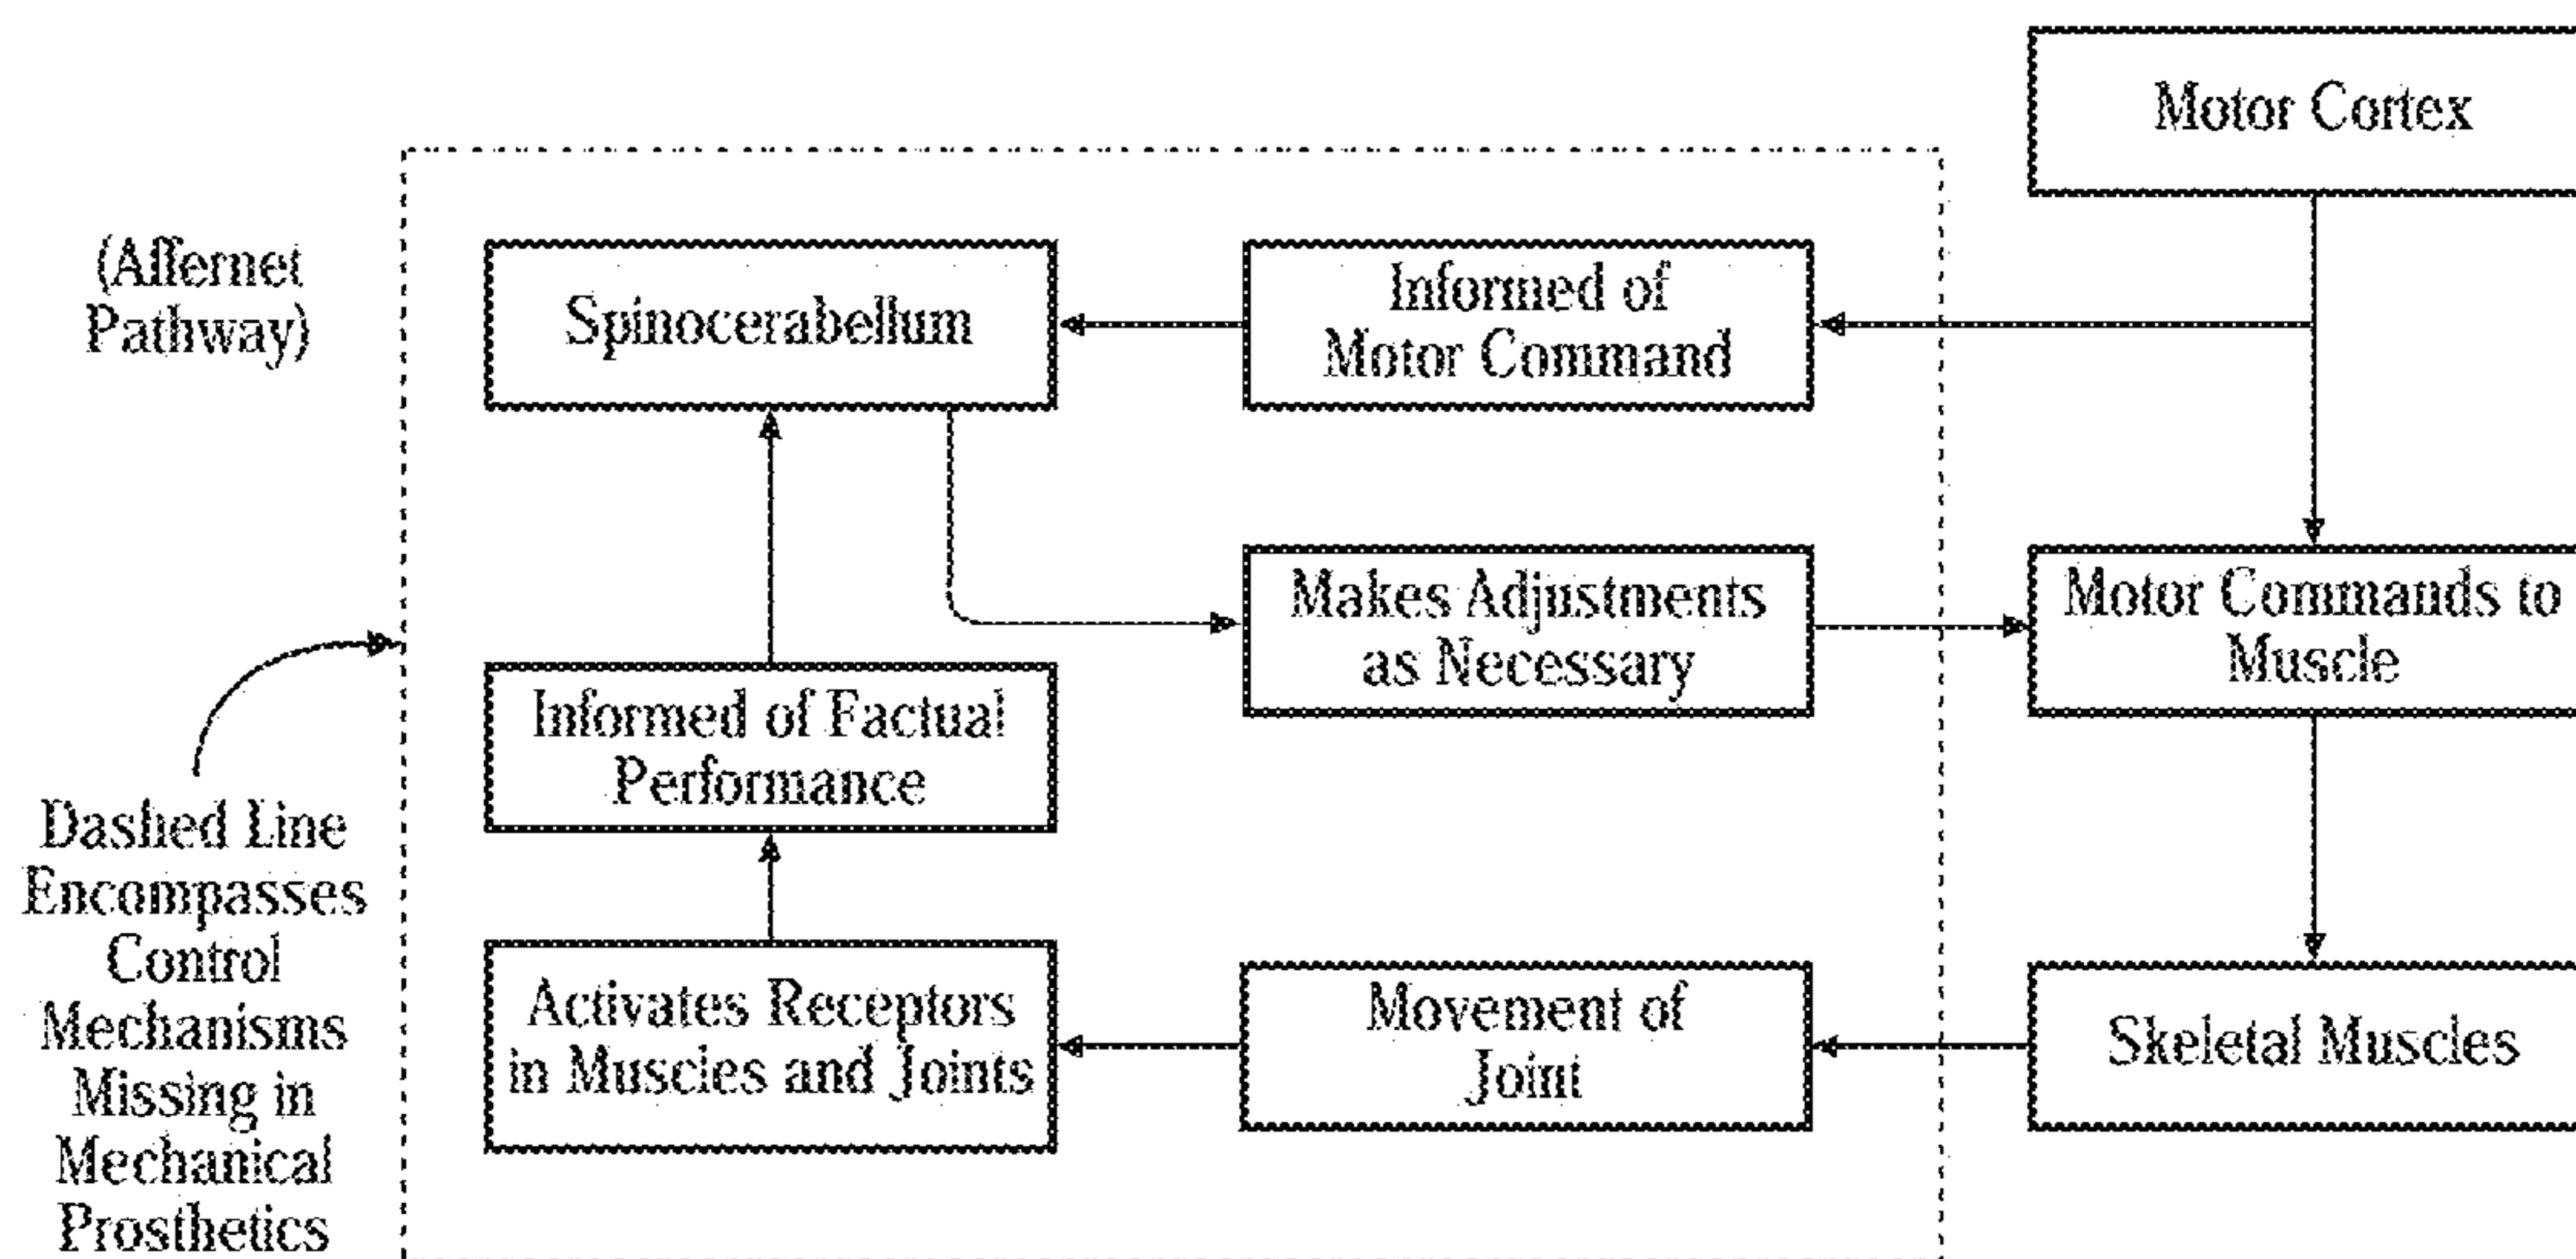 Motor Cortex
(Affernet
Pathway)
Spinocerabellum
Informed of
Motor Command
Makes Adjustments
as Necessary
Motor Commands to
Muscle
Informed of Factual
Performance
Dashed Line
Encompasses
Control
Mechanisms
Missing in
Mechanical
Prosthetics
Activates Receptors
in Muscles and Joints
Movement of
Joint
Skeletal Muscles